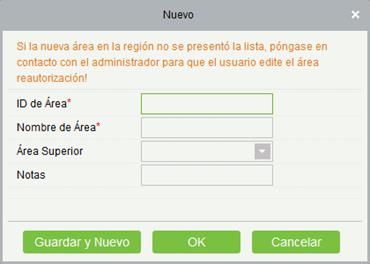 Nuevo
Si la nueva área en la región no se presentó la lista, póngase en
contacto con el administrador para que el usuario edite el área
reautorización!
ID de Área*
Nombre de Área*
Área Superior
Notas
Guardar y Nuevo
OK
Cancelar